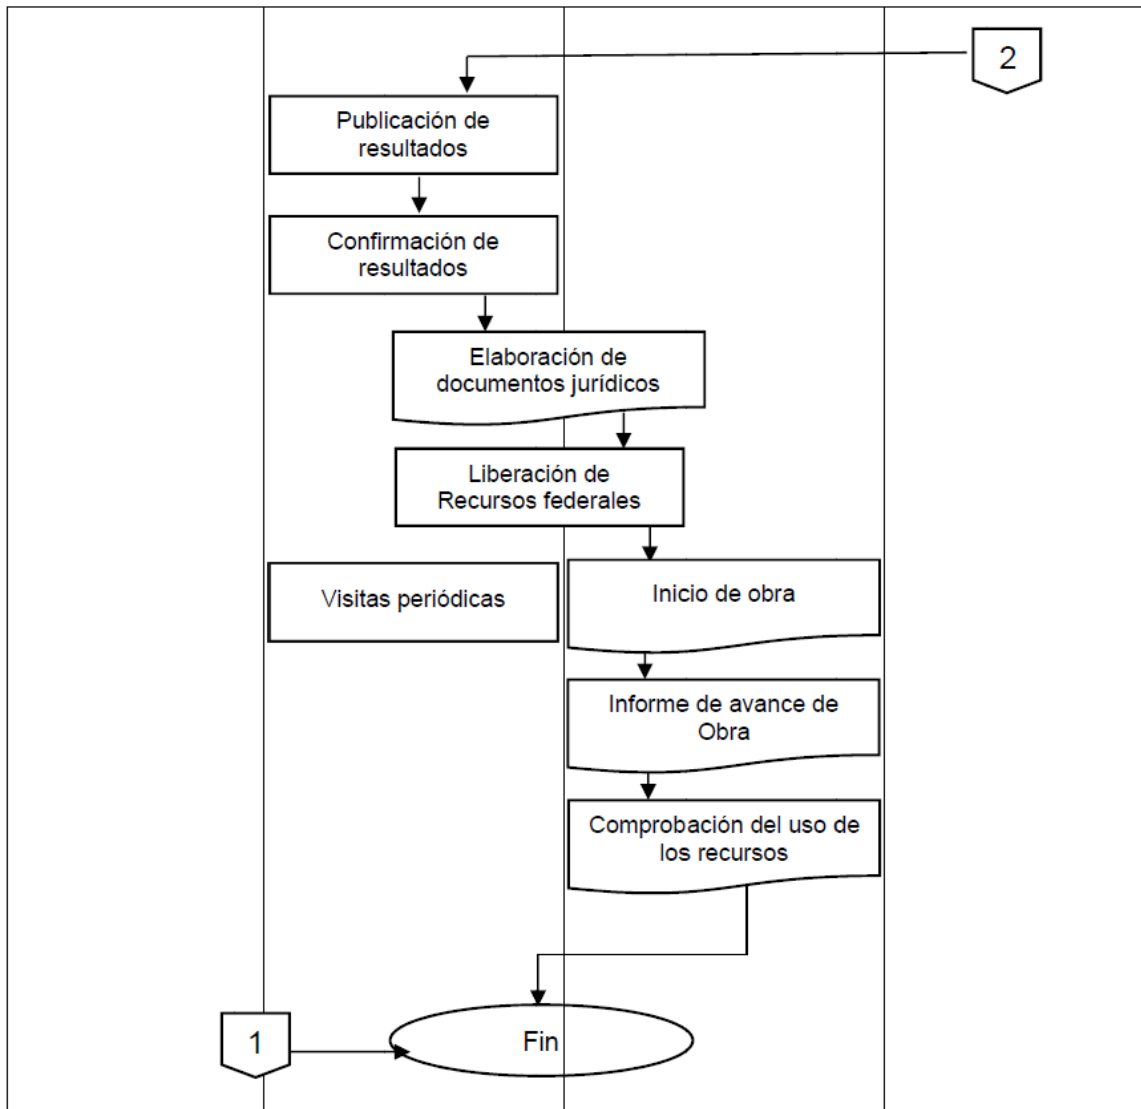 2
Publicación de
resultados
Confirmación de
resultados
Elaboración de
documentos jurídicos
Liberación de
Recursos federales
Visitas periódicas
Inicio de obra
Informe de avance de
Obra
Comprobación del uso de
los recursos
1
Fin